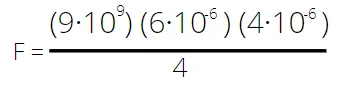 F = (9·10⁹) (6·10⁻⁶) (4·10⁻⁶) / 4